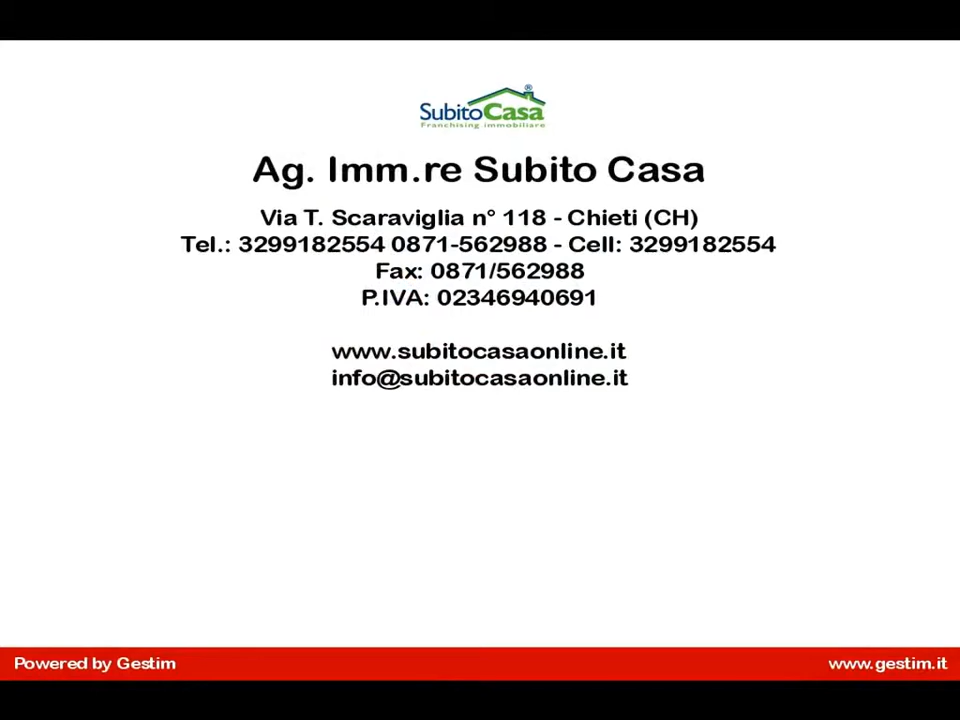 SubitoCasa®
Franchising immobiliare
Ag. Imm.re Subito Casa
Via T. Scaraviglia n° 118 - Chieti (CH)
Tel.: 3299182554 0871-562988 - Cell: 3299182554
Fax: 0871/562988
P.IVA: 02346940691
www.subitocasaonline.it
info@subitocasaonline.it
Powered by Gestim
www.gestim.it